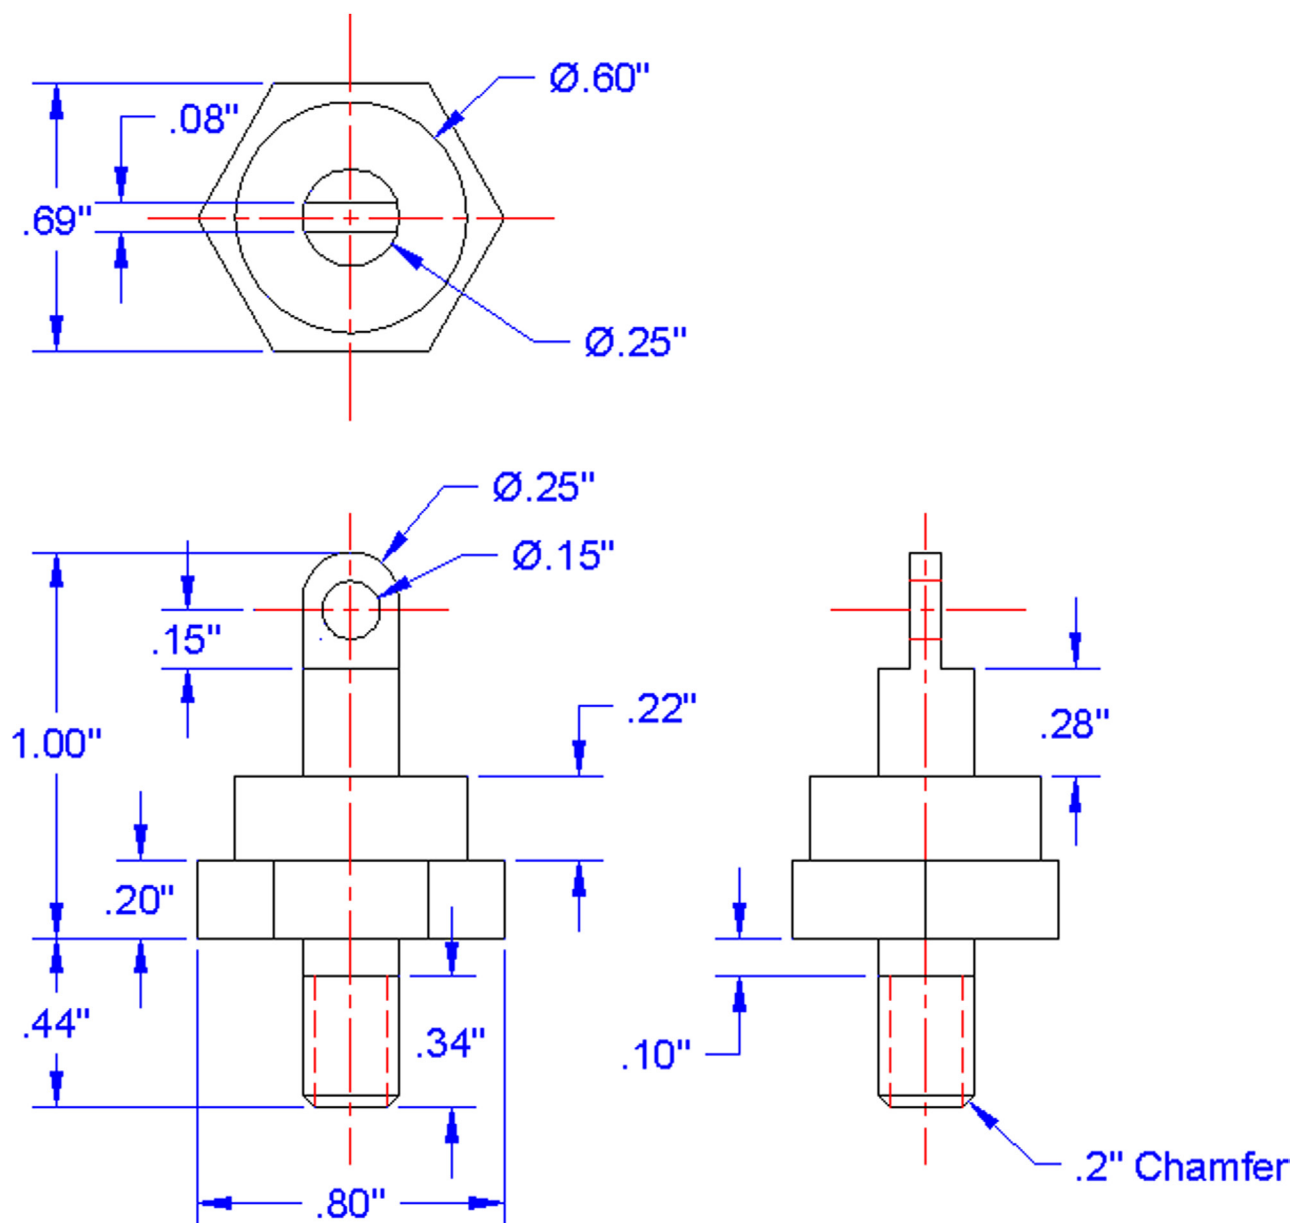 Ø.60"
.08"
.69"
Ø.25"
Ø.25"
Ø.15"
.15"
.22"
.28"
1.00"
.20"
.44"
.34"
.10"
.2" Chamfer
.80"